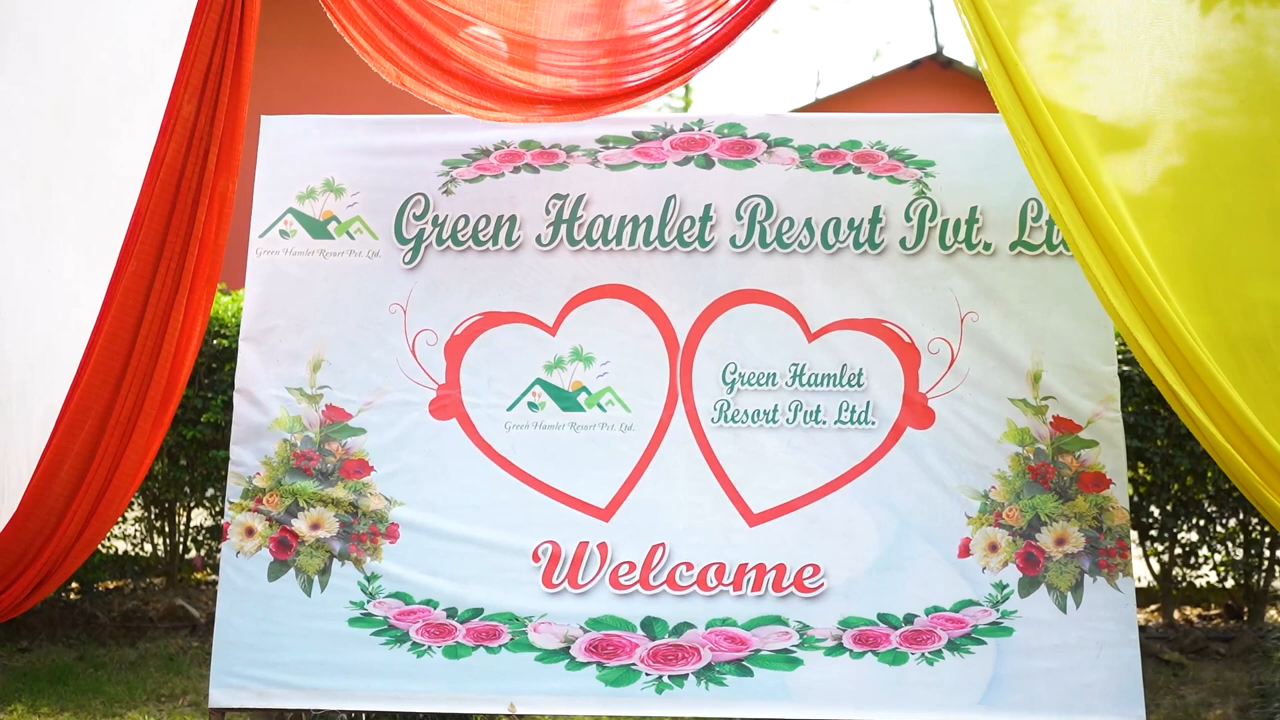 Green Hamlet Resort Pvt. Lt
Green Hamlet Resort Pvt. Ltd.
Green Hamlet Resort Pvt. Ltd.
Green Hamlet
Resort Pvt. Ltd.
Welcome